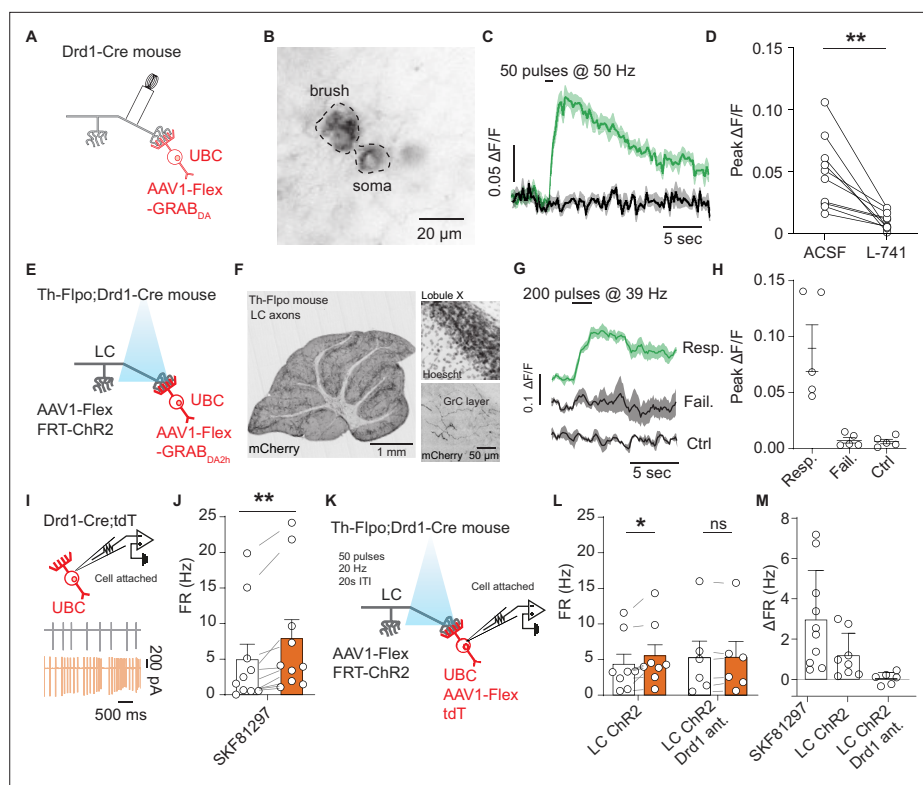 A
Drd1-Cre mouse
UBC
AAV1-Flex
-GRABDA
B
brush
soma
20 µm
C
50 pulses @ 50 Hz
0.05 ΔF/F
5 sec
D
**
Peak ΔF/F
0.15
0.10
0.05
0
ACSF
L-741
E
Th-Flpo;Drd1-Cre mouse
LC
AAV1-Flex
FRT-ChR2
UBC
AAV1-Flex
-GRABDA2h
F
Th-Flpo mouse
LC axons
mCherry
1 mm
Lobule X
Hoescht
GrC layer
mCherry
50 µm
G
200 pulses @ 39 Hz
0.1 ΔF/F
Resp.
Fail.
Ctrl
5 sec
H
Peak ΔF/F
0.15
0.10
0.05
0.00
Resp.
Fail.
Ctrl
I
Drd1-Cre;tdT
Cell attached
UBC
200 pA
500 ms
J
**
FR (Hz)
25
20
15
10
5
0
SKF81297
K
Th-Flpo;Drd1-Cre mouse
50 pulses
20 Hz
20s ITI
Cell attached
LC
AAV1-Flex
FRT-ChR2
UBC
AAV1-Flex
tdT
L
*
ns
FR (Hz)
25
20
15
10
5
0
LC ChR2
LC ChR2
Drd1 ant.
M
ΔFR (Hz)
8
6
4
2
0
SKF81297
LC ChR2
LC ChR2
Drd1 ant.